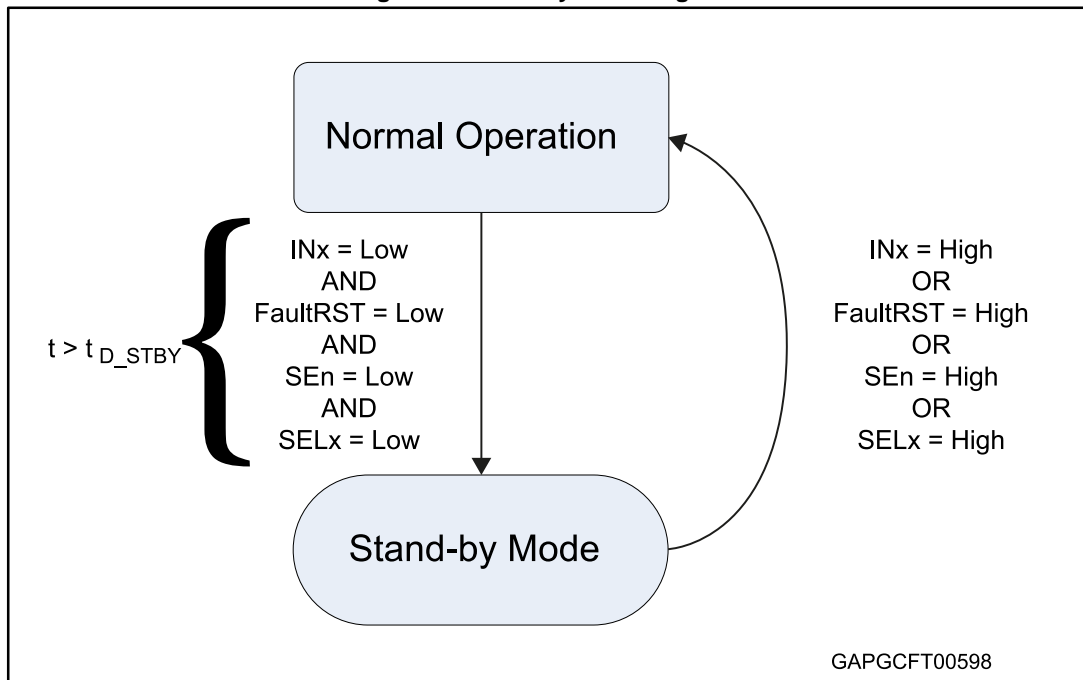 Normal Operation
t > t D_STBY
INx = Low
AND
FaultRST = Low
AND
SEn = Low
AND
SELx = Low
INx = High
OR
FaultRST = High
OR
SEn = High
OR
SELx = High
Stand-by Mode
GAPGCFT00598